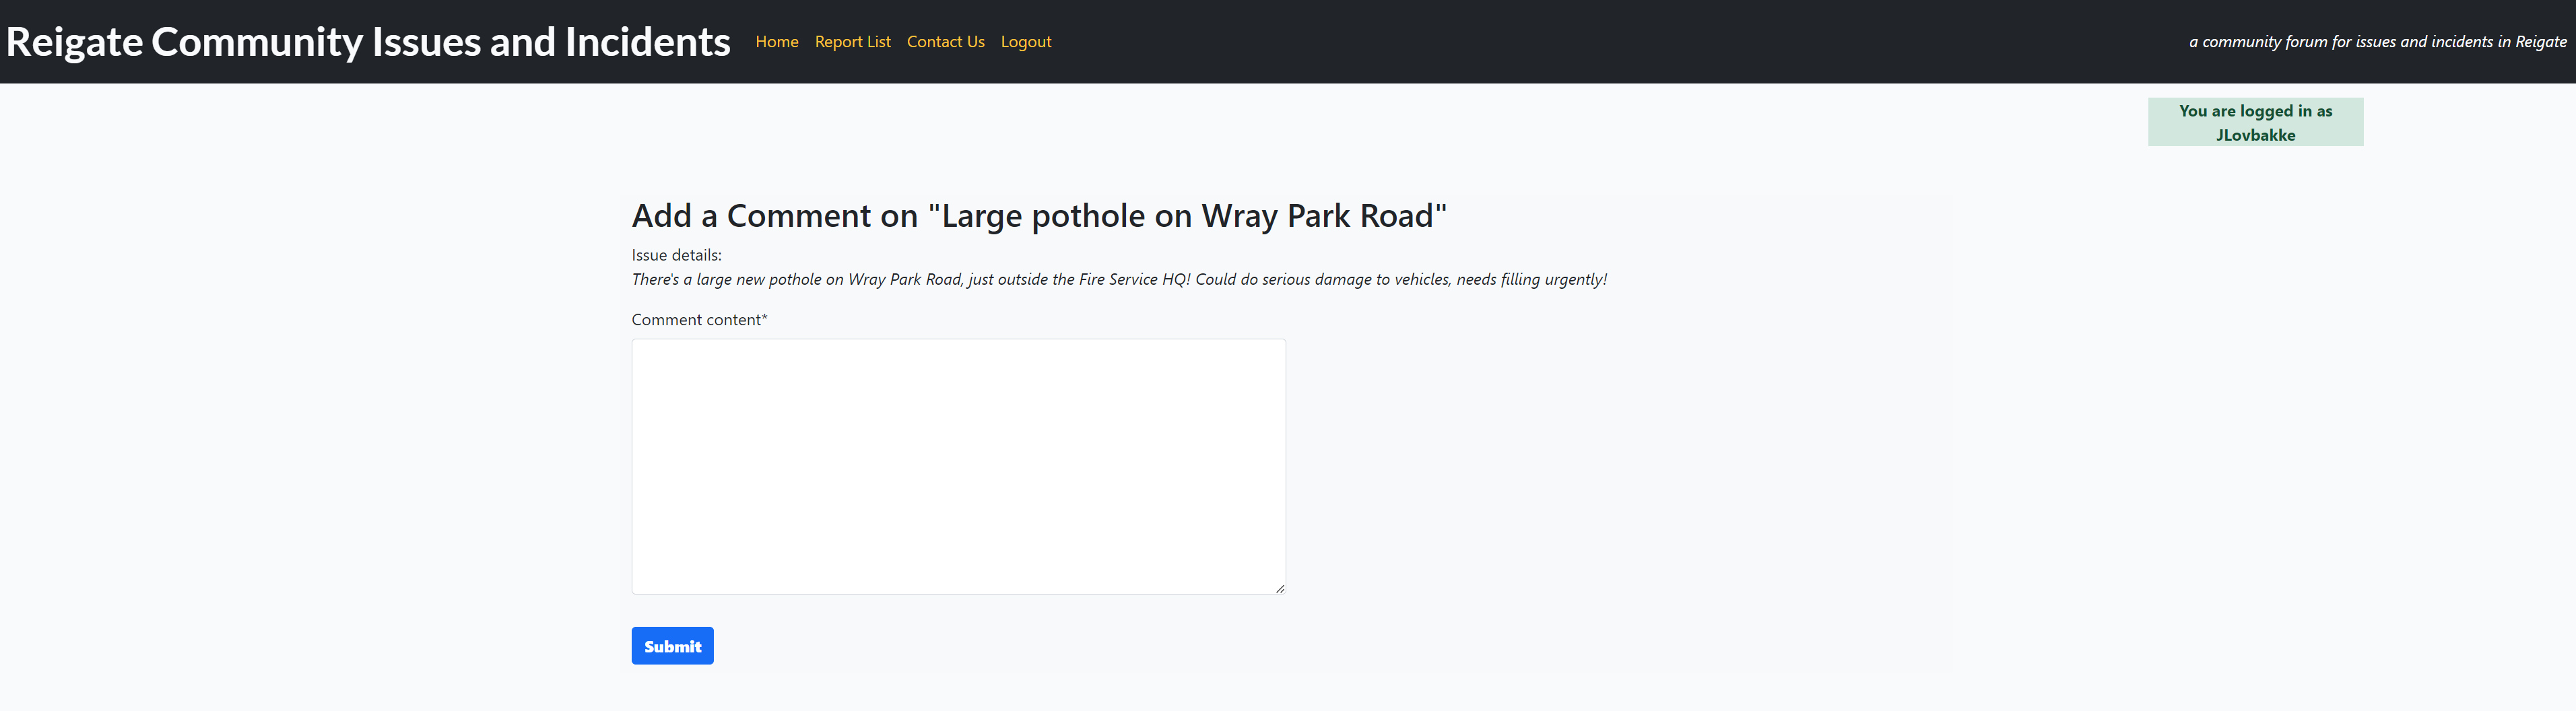 Reigate Community Issues and Incidents Home Report List Contact Us Logout a community forum for issues and incidents in Reigate
You are logged in as
JLovbakke
Add a Comment on "Large pothole on Wray Park Road"
Issue details:
There's a large new pothole on Wray Park Road, just outside the Fire Service HQ! Could do serious damage to vehicles, needs filling urgently!
Comment content*
Submit